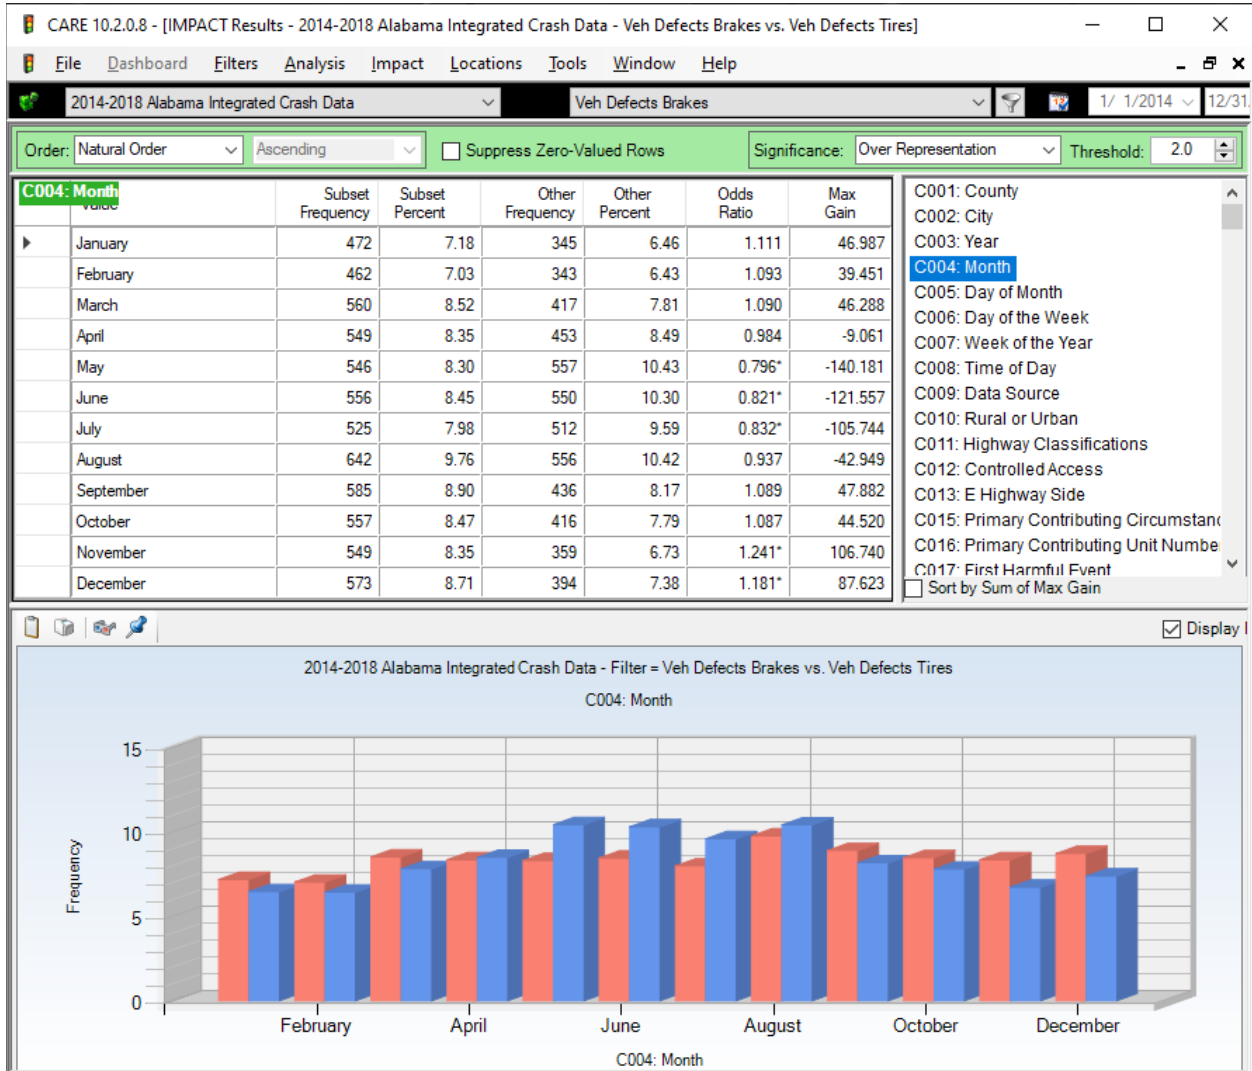 CARE 10.2.0.8 - [IMPACT Results - 2014-2018 Alabama Integrated Crash Data - Veh Defects Brakes vs. Veh Defects Tires]
File Dashboard Filters Analysis Impact Locations Tools Window Help
2014-2018 Alabama Integrated Crash Data Veh Defects Brakes 1/ 1/2014 12/31.
Order: Natural Order Ascending Suppress Zero-Valued Rows Significance: Over Representation Threshold: 2.0
C004: Month
Value Subset Frequency Subset Percent Other Frequency Other Percent Odds Ratio Max Gain
January 472 7.18 345 6.46 1.111 46.987
February 462 7.03 343 6.43 1.093 39.451
March 560 8.52 417 7.81 1.090 46.288
April 549 8.35 453 8.49 0.984 -9.061
May 546 8.30 557 10.43 0.796* -140.181
June 556 8.45 550 10.30 0.821* -121.557
July 525 7.98 512 9.59 0.832* -105.744
August 642 9.76 556 10.42 0.937 -42.949
September 585 8.90 436 8.17 1.089 47.882
October 557 8.47 416 7.79 1.087 44.520
November 549 8.35 359 6.73 1.241* 106.740
December 573 8.71 394 7.38 1.181* 87.623
C001: County
C002: City
C003: Year
C004: Month
C005: Day of Month
C006: Day of the Week
C007: Week of the Year
C008: Time of Day
C009: Data Source
C010: Rural or Urban
C011: Highway Classifications
C012: Controlled Access
C013: E Highway Side
C015: Primary Contributing Circumstanc
C016: Primary Contributing Unit Numbe
C017: First Harmful Event
Sort by Sum of Max Gain
Display
2014-2018 Alabama Integrated Crash Data - Filter = Veh Defects Brakes vs. Veh Defects Tires
C004: Month
Frequency
15
10
5
0
February April June August October December
C004: Month